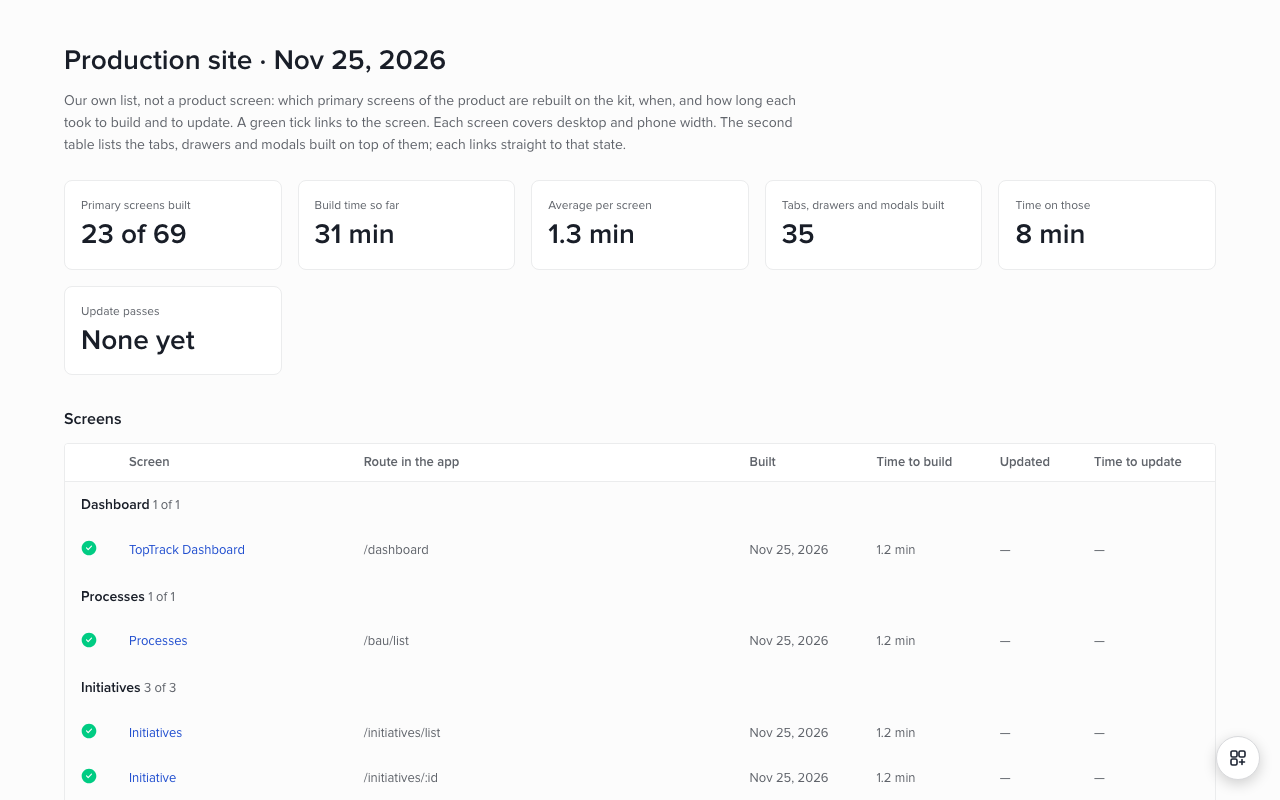 Production site · Nov 25, 2026
Our own list, not a product screen: which primary screens of the product are rebuilt on the kit, when, and how long each
took to build and to update. A green tick links to the screen. Each screen covers desktop and phone width. The second
table lists the tabs, drawers and modals built on top of them; each links straight to that state.
Primary screens built
23 of 69
Build time so far
31 min
Average per screen
1.3 min
Tabs, drawers and modals built
35
Time on those
8 min
Update passes
None yet
Screens
Screen Route in the app Built Time to build Updated Time to update
Dashboard 1 of 1
TopTrack Dashboard /dashboard Nov 25, 2026 1.2 min — —
Processes 1 of 1
Processes /bau/list Nov 25, 2026 1.2 min — —
Initiatives 3 of 3
Initiatives /initiatives/list Nov 25, 2026 1.2 min — —
Initiative /initiatives/:id Nov 25, 2026 1.2 min — —